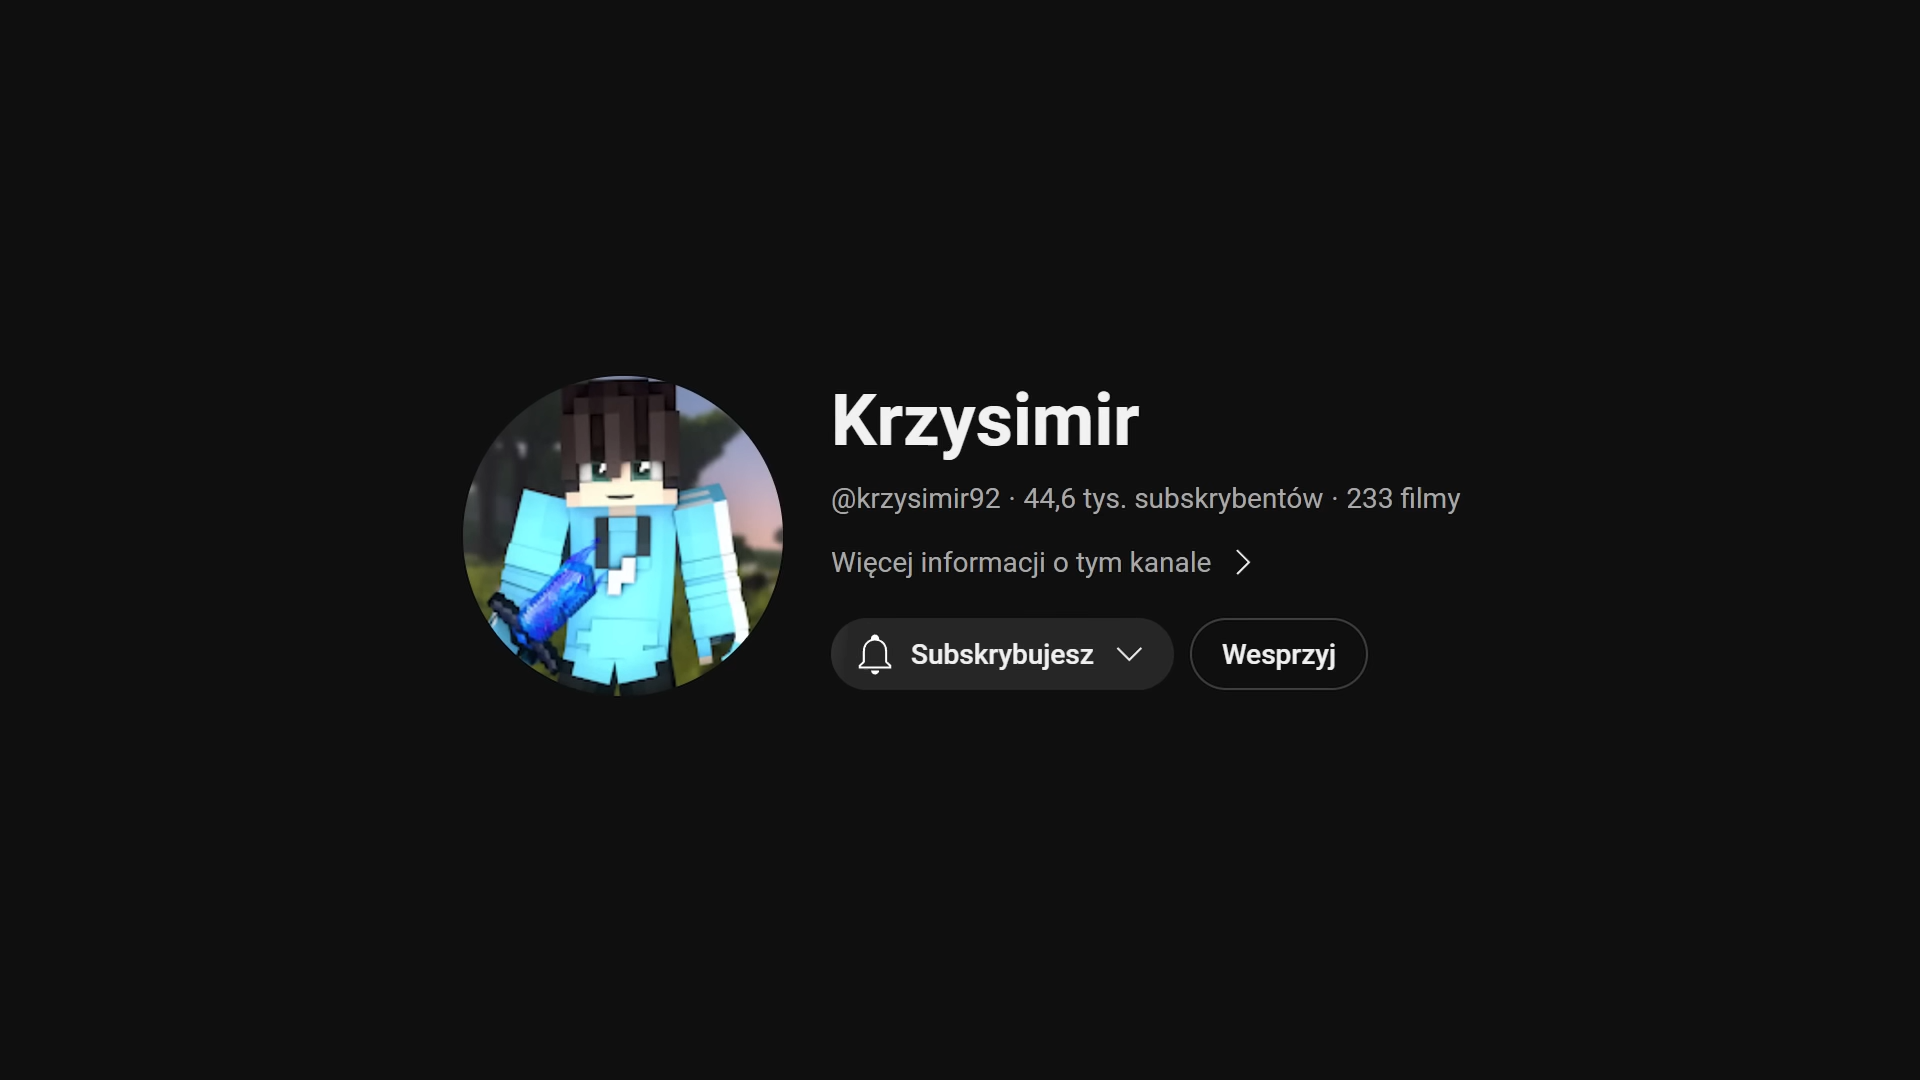 Krzysimir
@krzysimir92 · 44,6 tys. subskrybentów · 233 filmy
Więcej informacji o tym kanale
Subskrybujesz
Wesprzyj